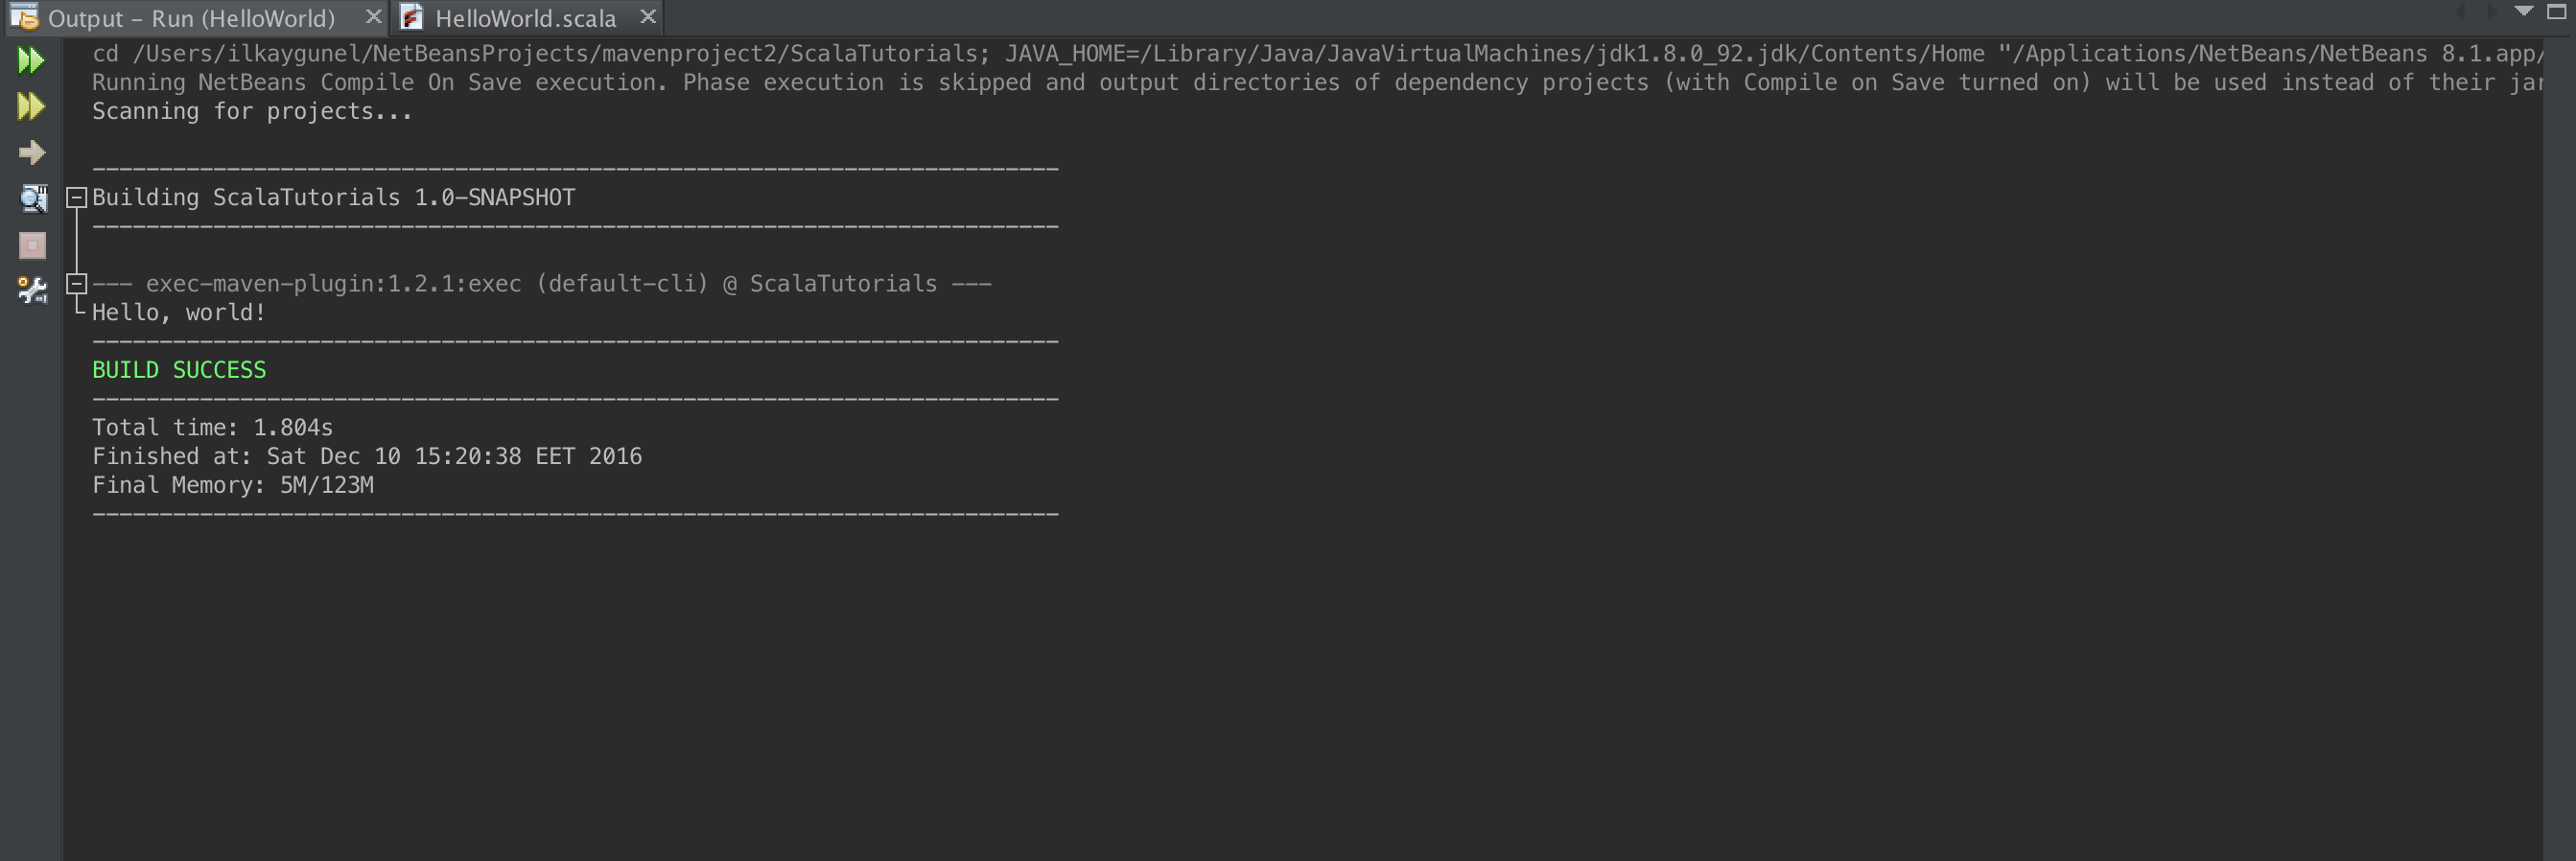 Output - Run (HelloWorld)
HelloWorld.scala
cd /Users/ilkaygunel/NetBeansProjects/mavenproject2/ScalaTutorials; JAVA_HOME=/Library/Java/JavaVirtualMachines/jdk1.8.0_92.jdk/Contents/Home "/Applications/NetBeans/NetBeans 8.1.app/
Running NetBeans Compile On Save execution. Phase execution is skipped and output directories of dependency projects (with Compile on Save turned on) will be used instead of their jar
Scanning for projects...
------------------------------------------------------------------------
Building ScalaTutorials 1.0-SNAPSHOT
------------------------------------------------------------------------
--- exec-maven-plugin:1.2.1:exec (default-cli) @ ScalaTutorials ---
Hello, world!
------------------------------------------------------------------------
BUILD SUCCESS
------------------------------------------------------------------------
Total time: 1.804s
Finished at: Sat Dec 10 15:20:38 EET 2016
Final Memory: 5M/123M
------------------------------------------------------------------------